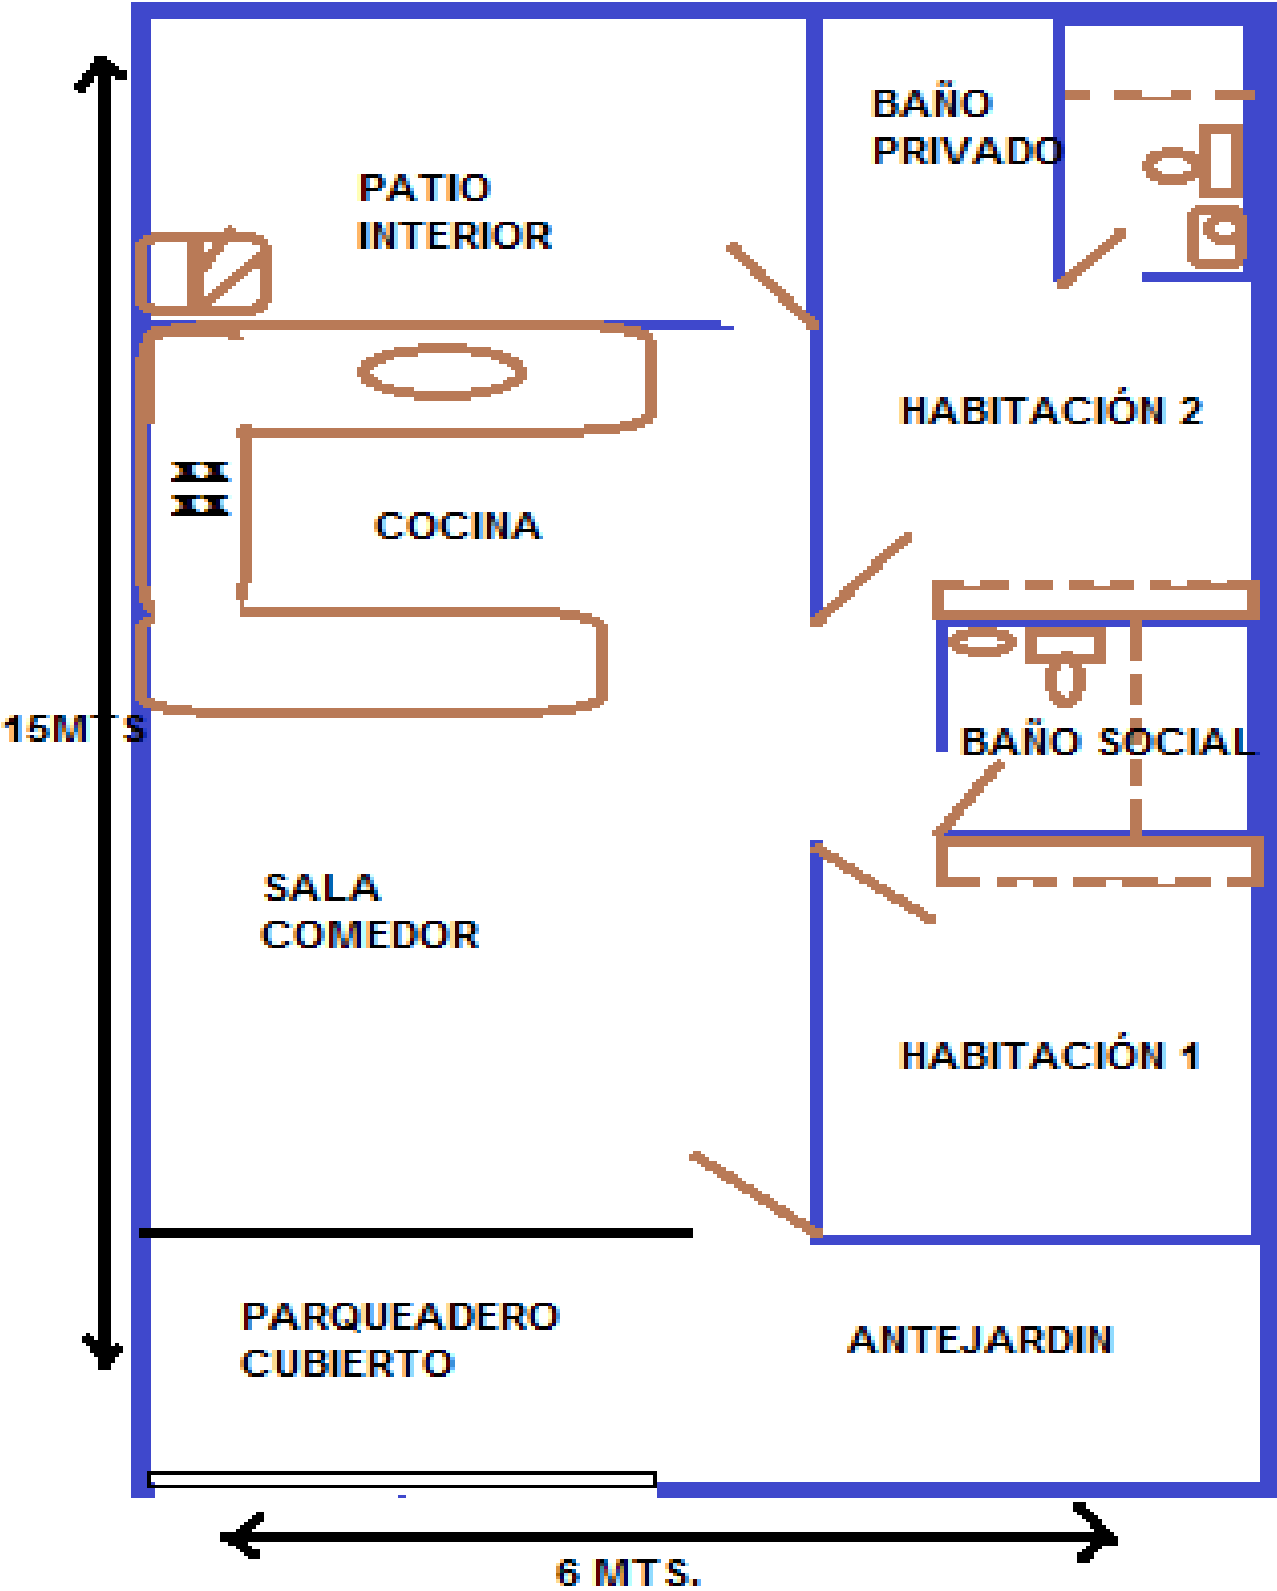 BAÑO
PRIVADO
PATIO
INTERIOR
HABITACIÓN 2
COCINA
15MTS
BAÑO SOCIAL
SALA
COMEDOR
HABITACIÓN 1
PARQUEADERO
CUBIERTO
ANTEJARDIN
6 MTS.